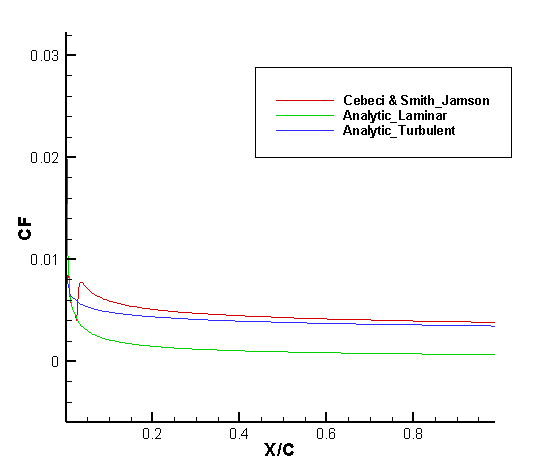 0.03
Cebeci & Smith_Jamson
Analytic_Laminar
Analytic_Turbulent
0.02
CF
0.01
0
0.2 0.4 0.6 0.8
X/C